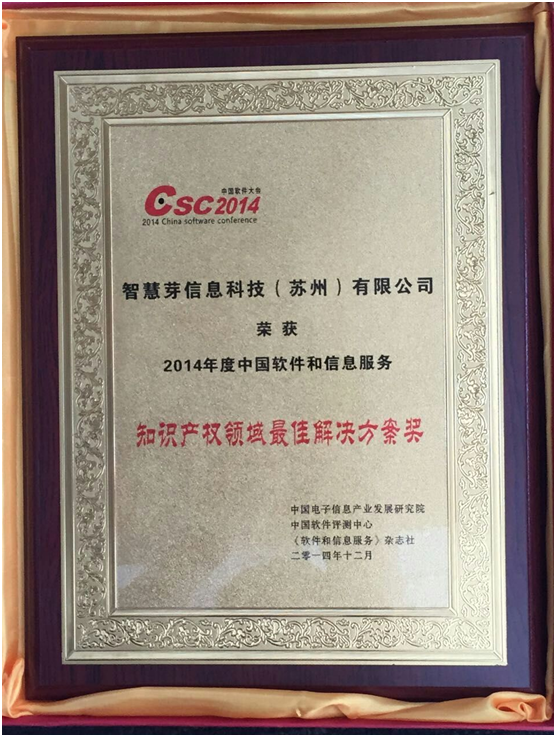 中国软件大会
CSC 2014
2014 China software conference
智慧芽信息科技（苏州）有限公司
荣获
2014年度中国软件和信息服务
知识产权领域最佳解决方案奖
中国电子信息产业发展研究院
中国软件评测中心
《软件和信息服务》杂志社
二零一四年十二月